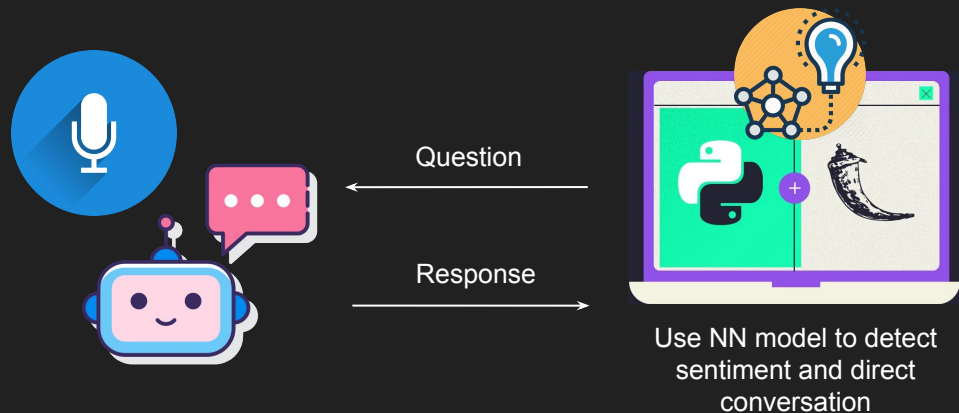 Question
Response
Use NN model to detect
sentiment and direct
conversation